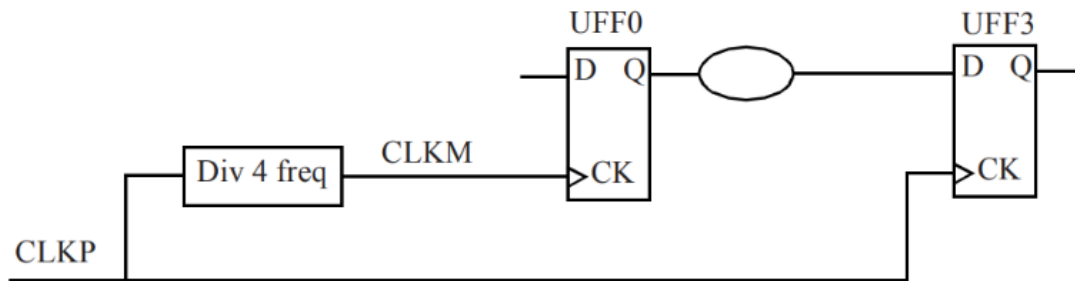 UFF0
UFF3
D Q
D Q
CLKM
Div 4 freq
CK
CK
CLKP